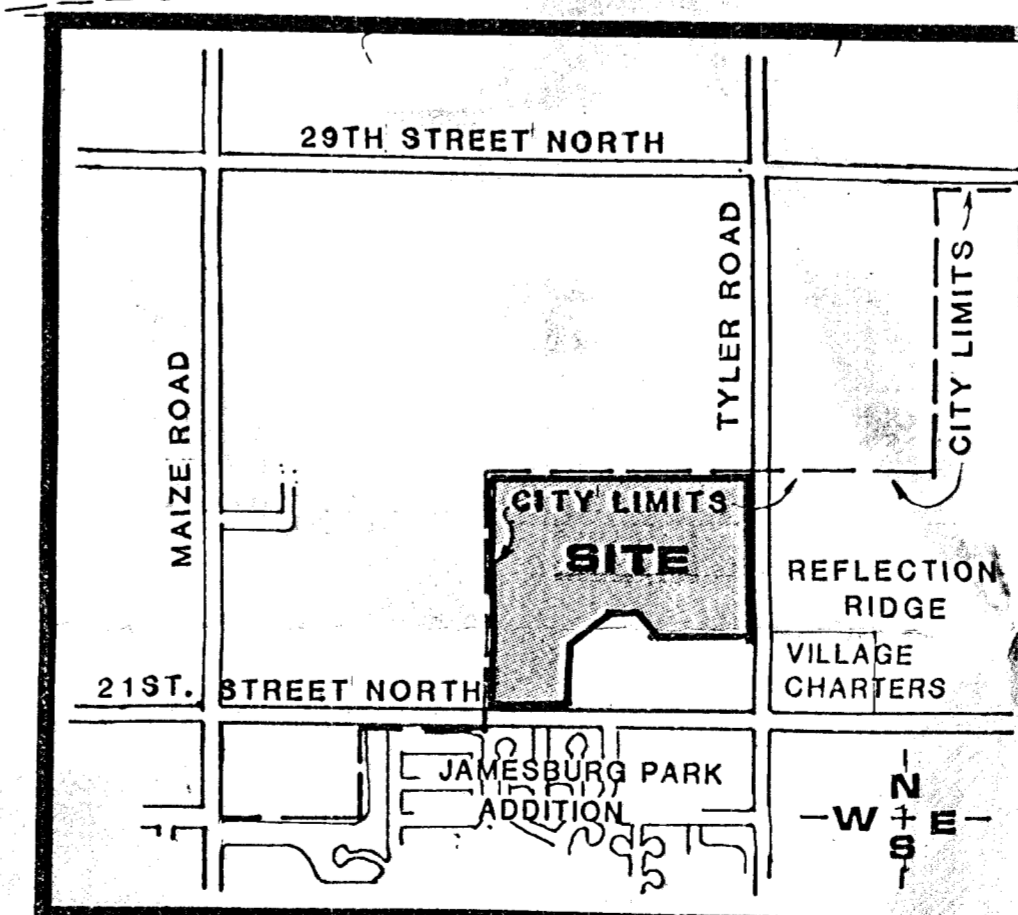 29TH STREET NORTH
MAIZE ROAD
TYLER ROAD
CITY LIMITS
CITY LIMITS
SITE
REFLECTION
RIDGE
VILLAGE
CHARTERS
21ST. STREET NORTH
JAMESBURG PARK
ADDITION
N
W E
S